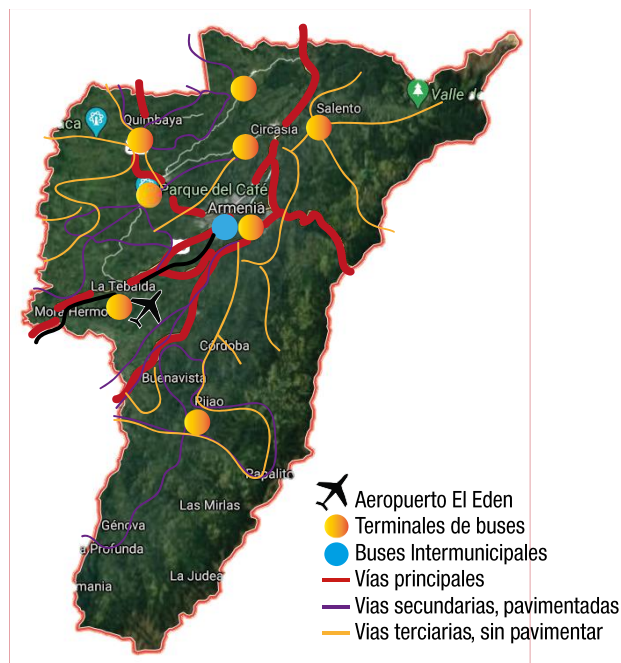 Salento
Valle
aca
Quimbaya
Circasia
Parque del Café
Armenia
La Tebaida
Mora Hermo
Cordoba
Buenavista
Pijao
Papalito
Las Mirlas
Génova
a Profunda
La Judea
mania
Aeropuerto El Eden
Terminales de buses
Buses Intermunicipales
Vías principales
Vias secundarias, pavimentadas
Vias terciarias, sin pavimentar